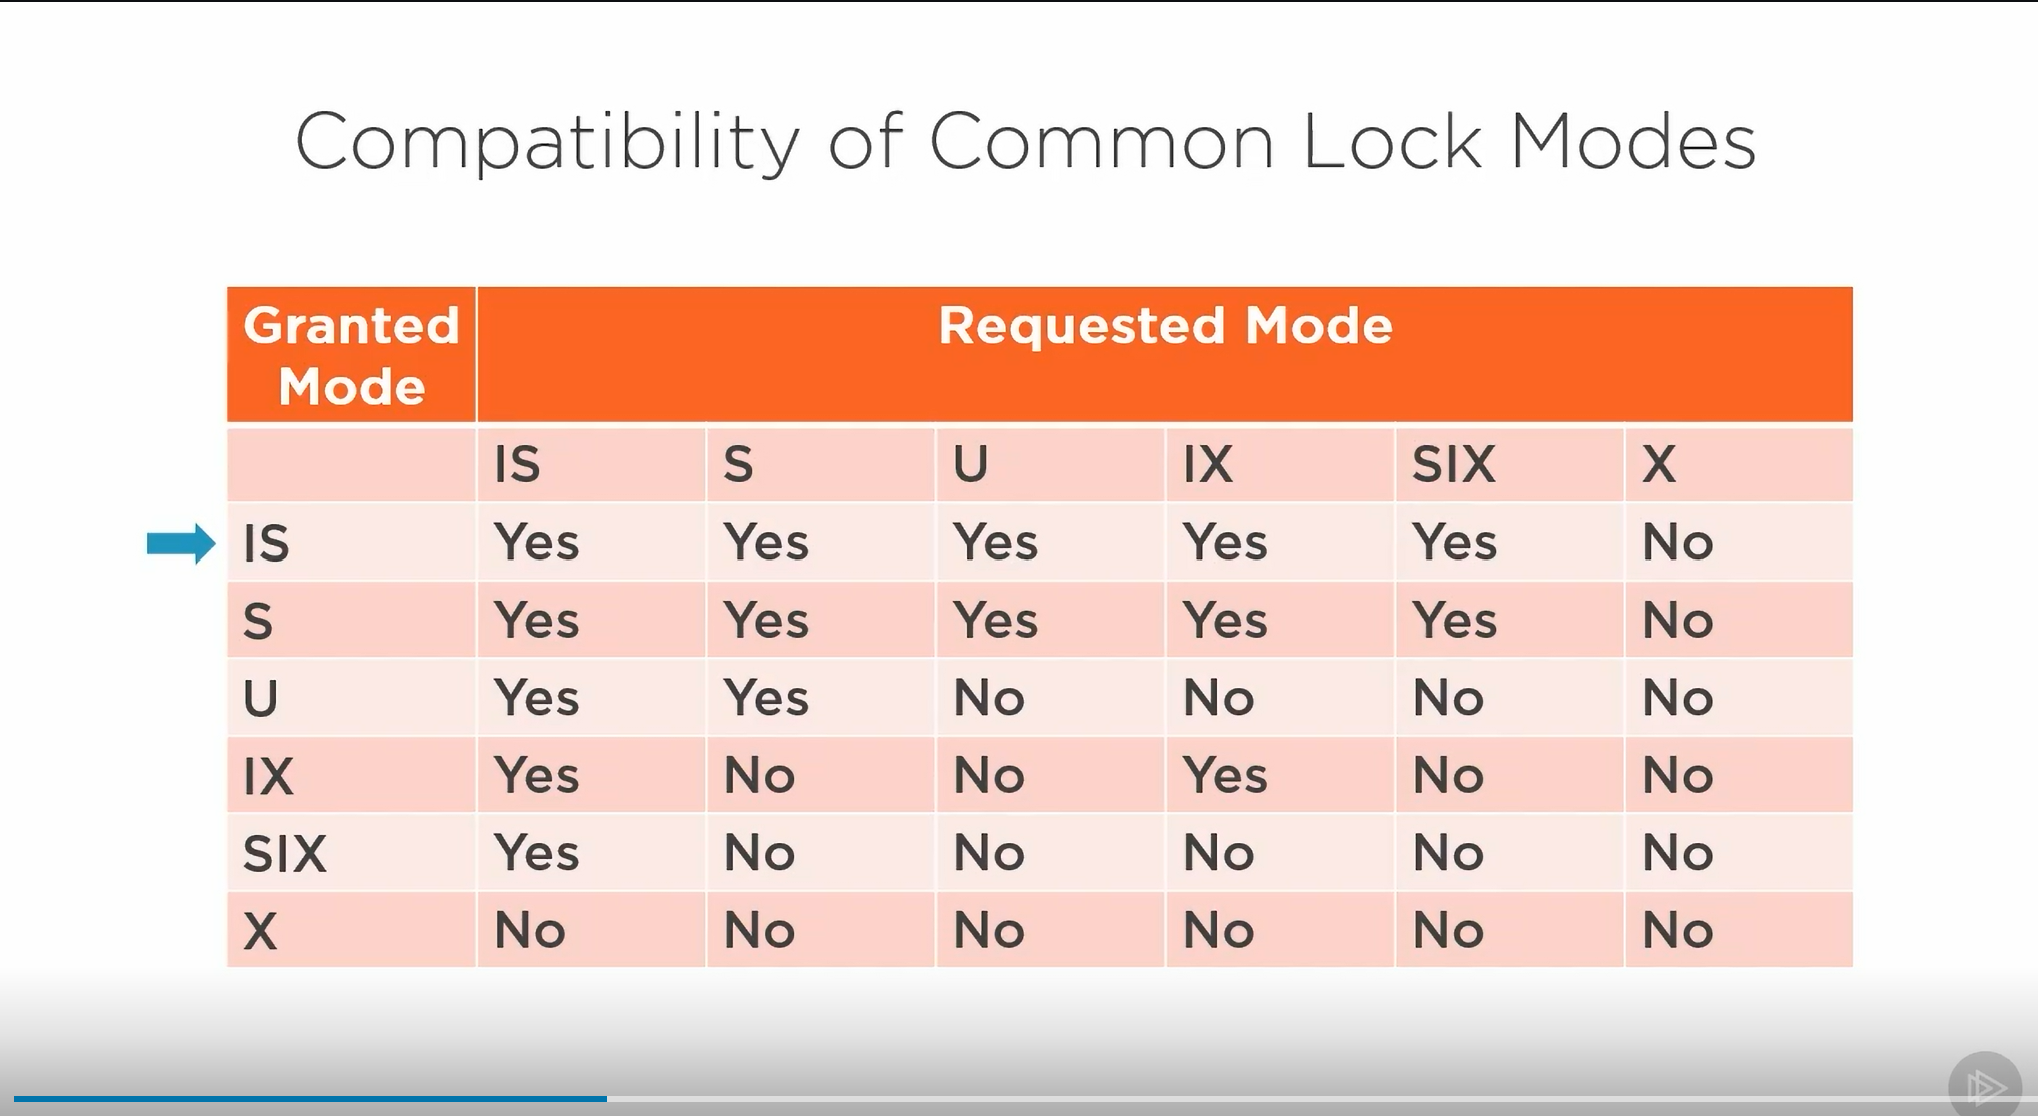 Compatibility of Common Lock Modes
Granted Mode Requested Mode
IS S U IX SIX X
IS Yes Yes Yes Yes Yes No
S Yes Yes Yes Yes Yes No
U Yes Yes No No No No
IX Yes No No Yes No No
SIX Yes No No No No No
X No No No No No No